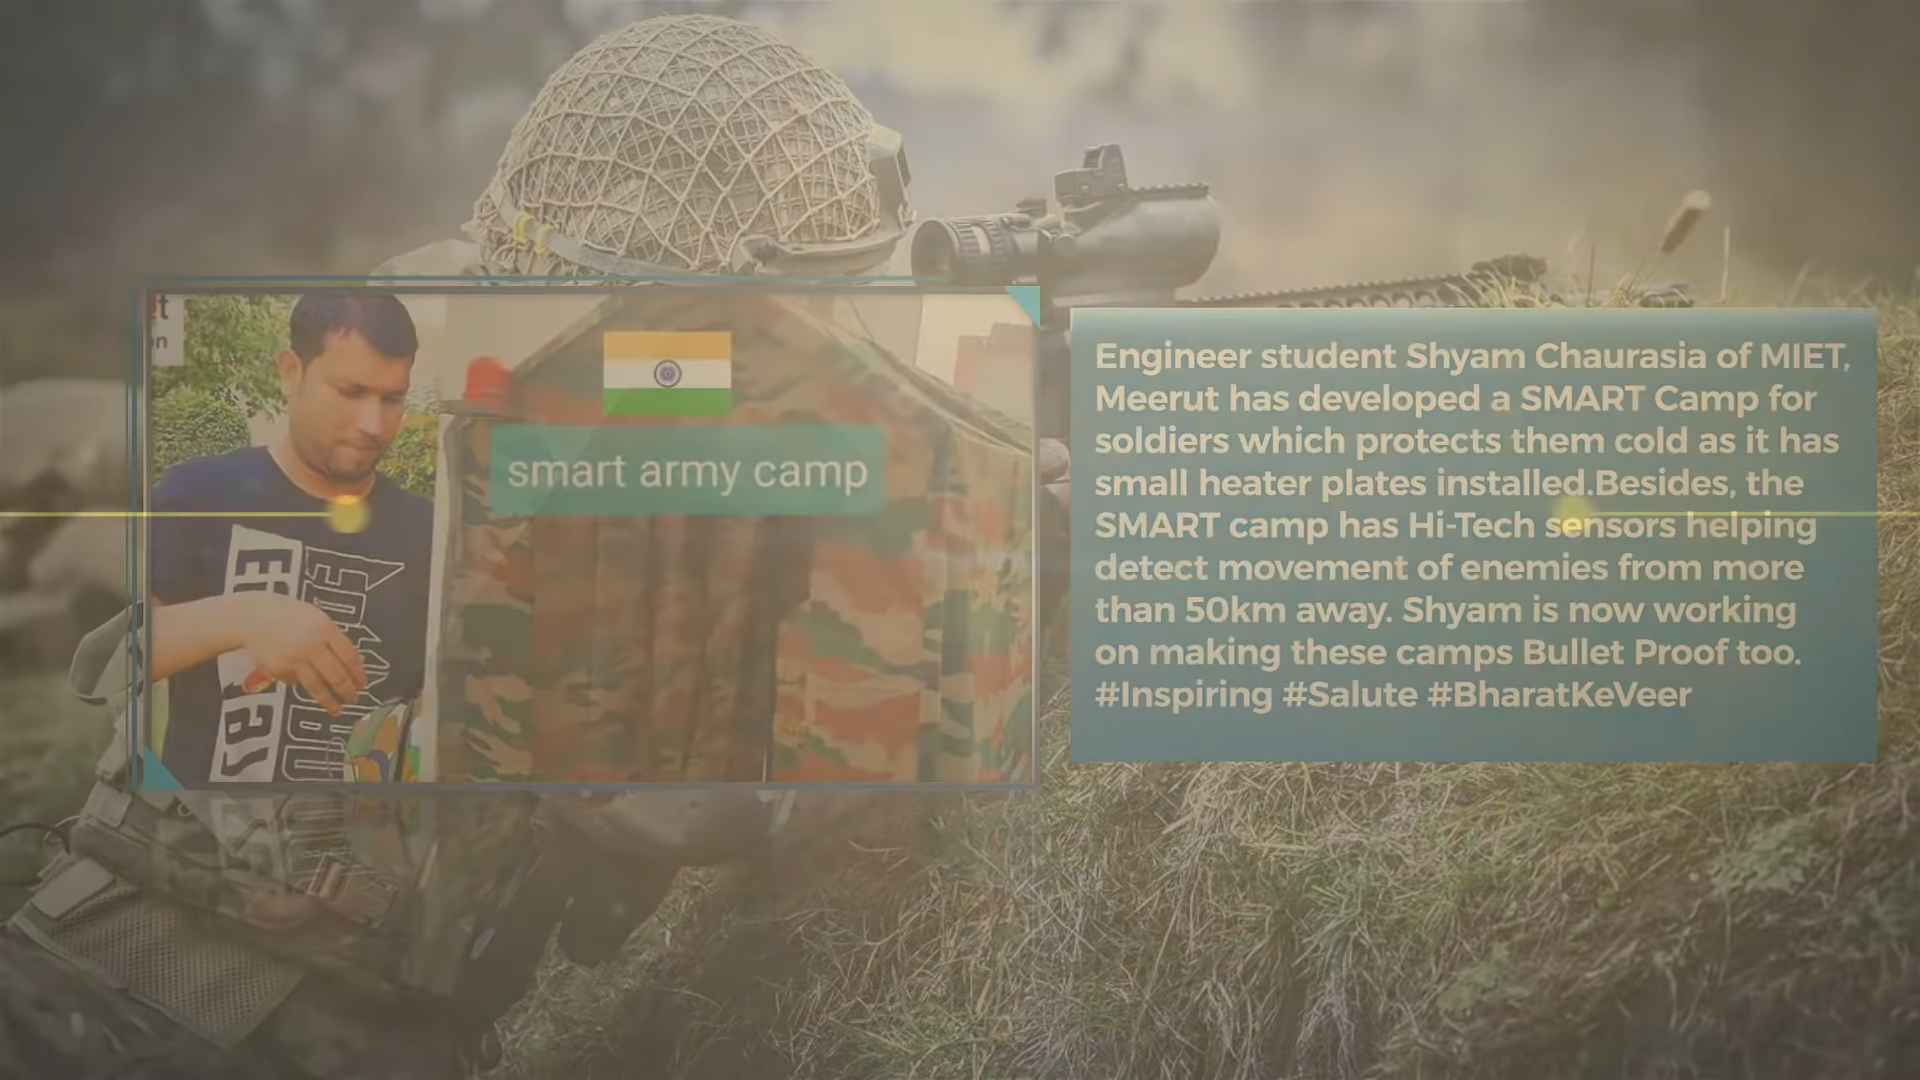 t
n
smart army camp
Engineer student Shyam Chaurasia of MIET,
Meerut has developed a SMART Camp for
soldiers which protects them cold as it has
small heater plates installed.Besides, the
SMART camp has Hi-Tech sensors helping
detect movement of enemies from more
than 50km away. Shyam is now working
on making these camps Bullet Proof too.
#Inspiring #Salute #BharatKeVeer